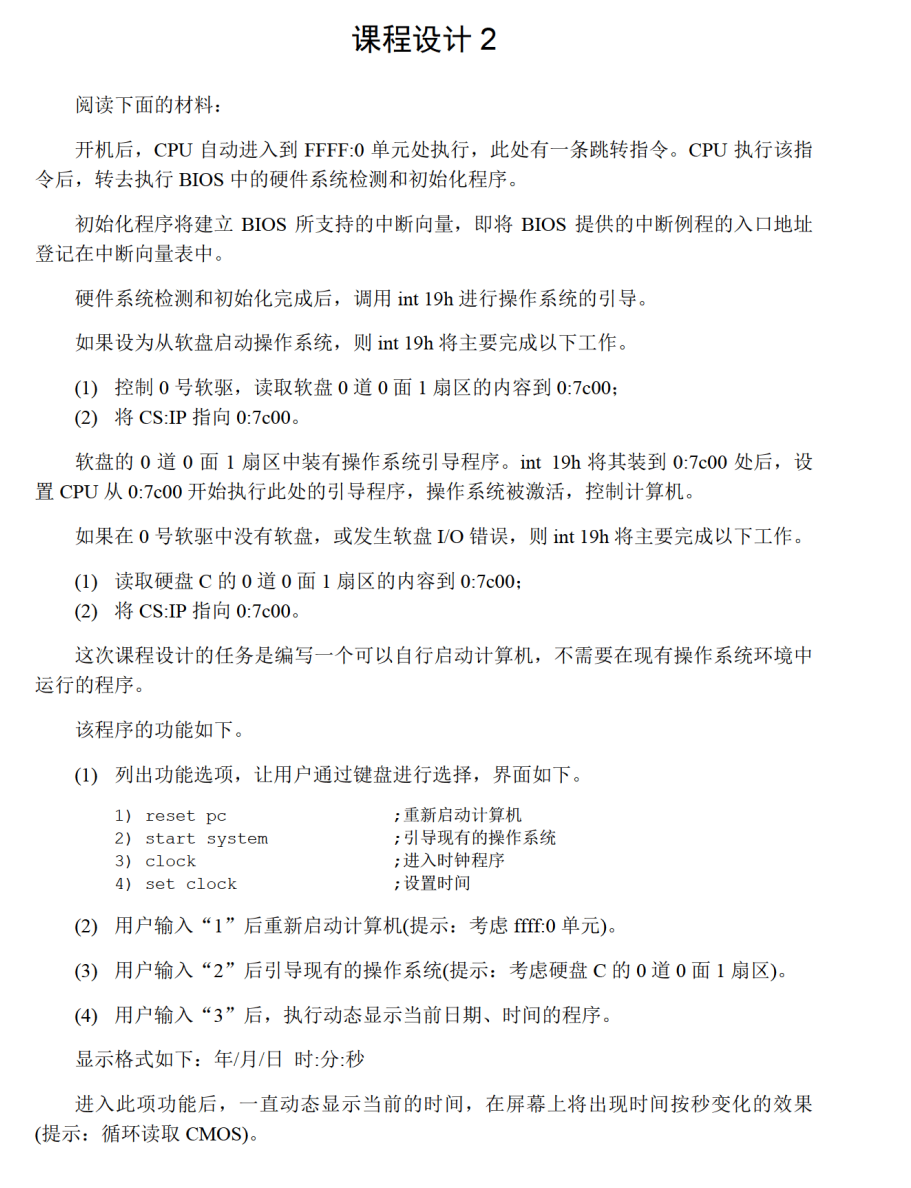 课程设计 2
阅读下面的材料：
开机后，CPU 自动进入到 FFFF:0 单元处执行，此处有一条跳转指令。CPU 执行该指
令后，转去执行 BIOS 中的硬件系统检测和初始化程序。
初始化程序将建立 BIOS 所支持的中断向量，即将 BIOS 提供的中断例程的入口地址
登记在中断向量表中。
硬件系统检测和初始化完成后，调用 int 19h 进行操作系统的引导。
如果设为从软盘启动操作系统，则 int 19h 将主要完成以下工作。
(1) 控制 0 号软驱，读取软盘 0 道 0 面 1 扇区的内容到 0:7c00；
(2) 将 CS:IP 指向 0:7c00。
软盘的 0 道 0 面 1 扇区中装有操作系统引导程序。int 19h 将其装到 0:7c00 处后，设
置 CPU 从 0:7c00 开始执行此处的引导程序，操作系统被激活，控制计算机。
如果在 0 号软驱中没有软盘，或发生软盘 I/O 错误，则 int 19h 将主要完成以下工作。
(1) 读取硬盘 C 的 0 道 0 面 1 扇区的内容到 0:7c00；
(2) 将 CS:IP 指向 0:7c00。
这次课程设计的任务是编写一个可以自行启动计算机，不需要在现有操作系统环境中
运行的程序。
该程序的功能如下。
(1) 列出功能选项，让用户通过键盘进行选择，界面如下。
1) reset pc ;重新启动计算机
2) start system ;引导现有的操作系统
3) clock ;进入时钟程序
4) set clock ;设置时间
(2) 用户输入“1”后重新启动计算机(提示：考虑 ffff:0 单元)。
(3) 用户输入“2”后引导现有的操作系统(提示：考虑硬盘 C 的 0 道 0 面 1 扇区)。
(4) 用户输入“3”后，执行动态显示当前日期、时间的程序。
显示格式如下：年/月/日 时:分:秒
进入此项功能后，一直动态显示当前的时间，在屏幕上将出现时间按秒变化的效果
(提示：循环读取 CMOS)。